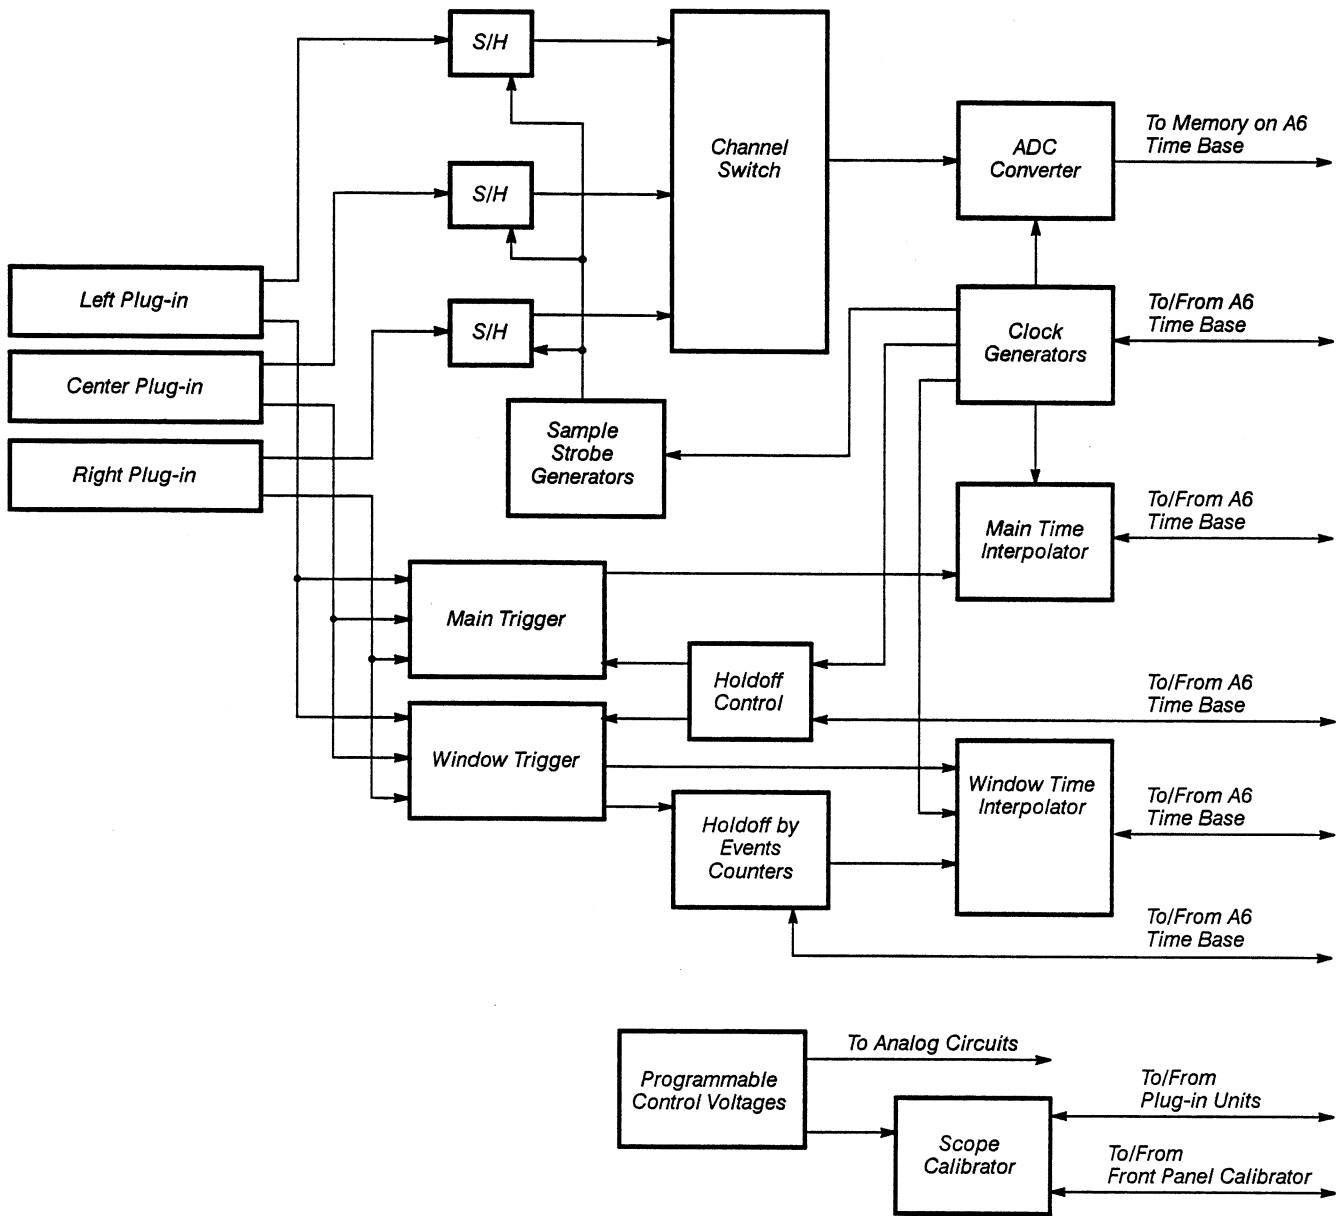 S/H
Channel
Switch
ADC
Converter
To Memory on A6
Time Base
S/H
Left Plug-in
S/H
Clock
Generators
To/From A6
Time Base
Center Plug-in
Sample
Strobe
Generators
Right Plug-in
Main Time
Interpolator
To/From A6
Time Base
Main Trigger
Holdoff
Control
To/From A6
Time Base
Window Trigger
Window Time
Interpolator
To/From A6
Time Base
Holdoff by
Events
Counters
To/From A6
Time Base
Programmable
Control Voltages
To Analog Circuits
To/From
Plug-in Units
Scope
Calibrator
To/From
Front Panel Calibrator